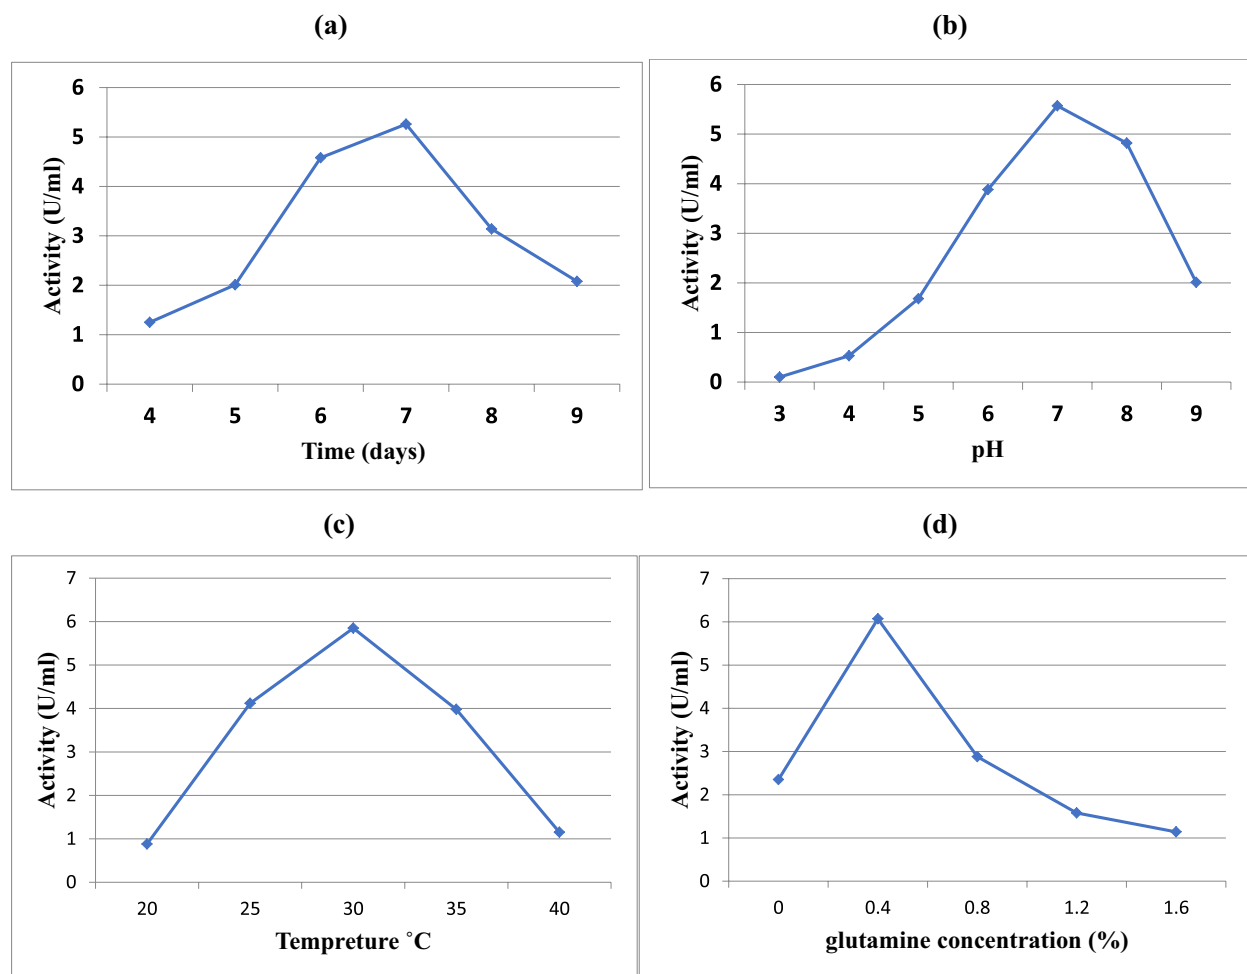 (a)
6
5
4
3
2
1
0
Activity (U/ml)
4 5 6 7 8 9
Time (days)
(b)
6
5
4
3
2
1
0
Activity (U/ml)
3 4 5 6 7 8 9
pH
(c)
7
6
5
4
3
2
1
0
Activity (U/ml)
20 25 30 35 40
Tempreture ˚C
(d)
7
6
5
4
3
2
1
0
Activity (U/ml)
0 0.4 0.8 1.2 1.6
glutamine concentration (%)